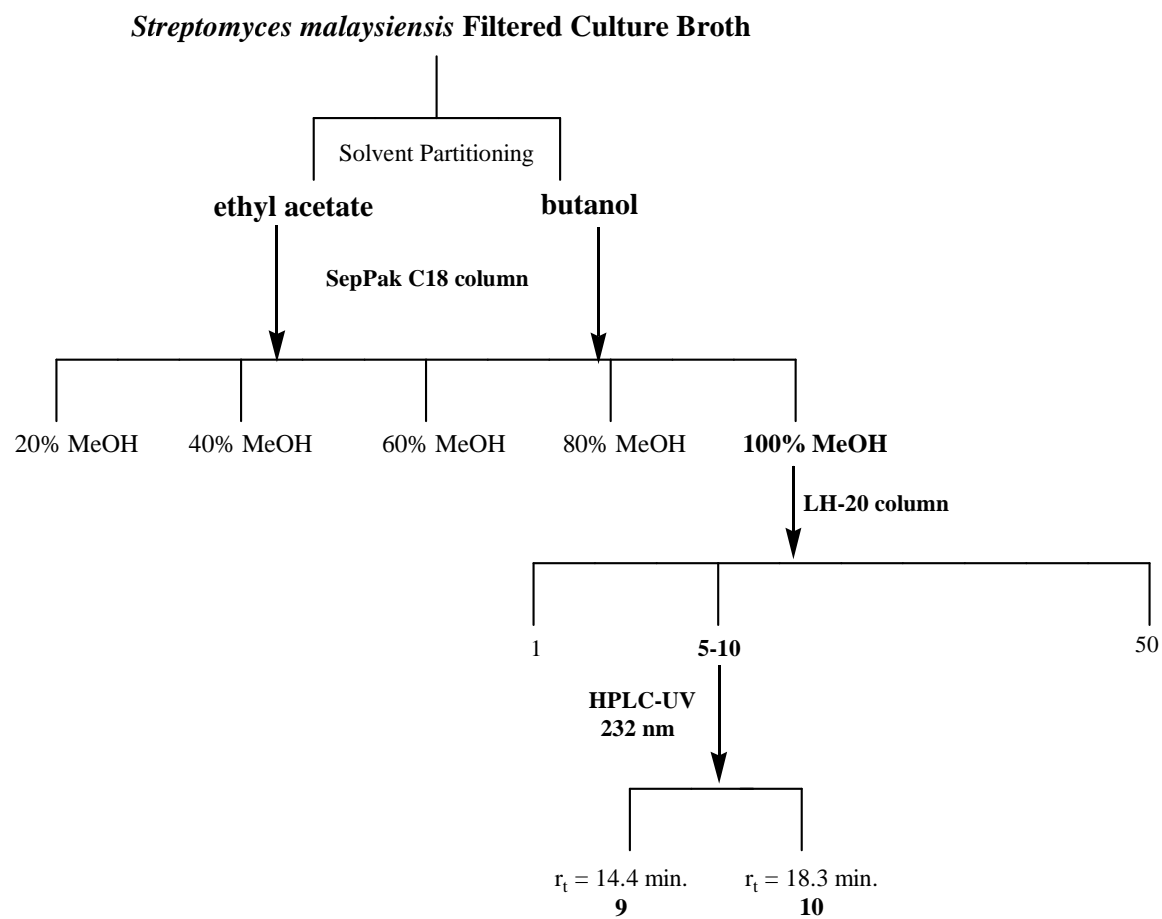 Streptomyces malaysiensis Filtered Culture Broth
Solvent Partitioning
ethyl acetate
butanol
SepPak C18 column
20% MeOH
40% MeOH
60% MeOH
80% MeOH
100% MeOH
LH-20 column
1
5-10
50
HPLC-UV
232 nm
rt = 14.4 min.
9
rt = 18.3 min.
10